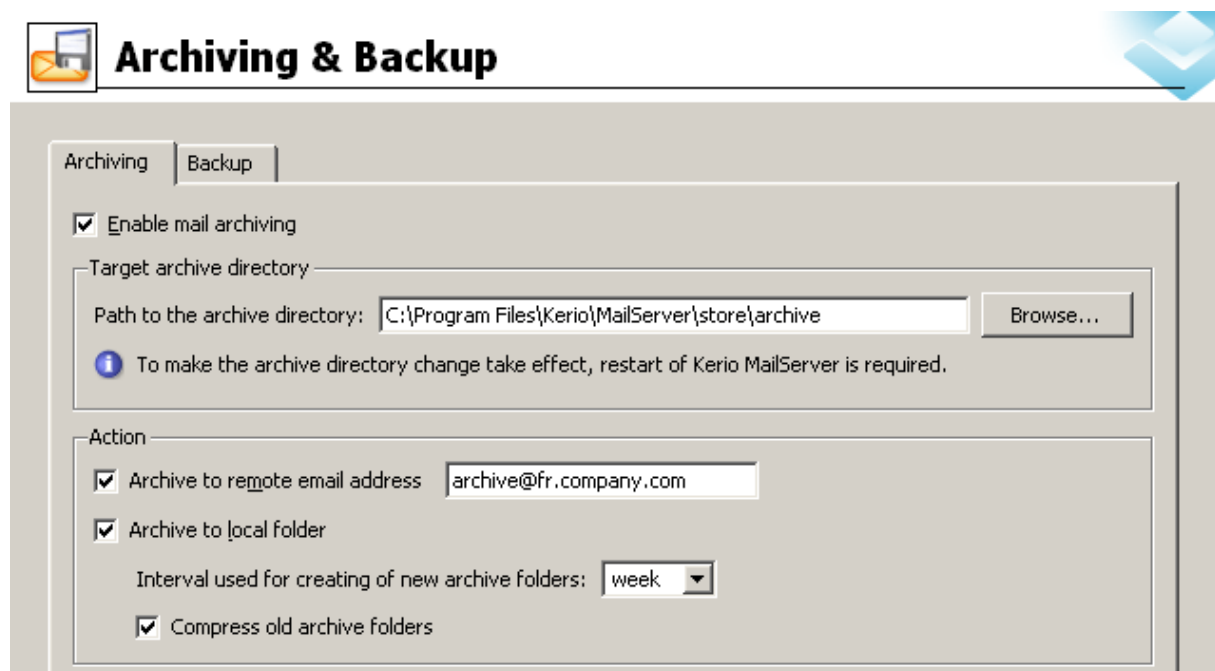 Archiving & Backup
Archiving Backup
Enable mail archiving
Target archive directory
Path to the archive directory: C:\Program Files\Kerio\MailServer\store\archive Browse...
To make the archive directory change take effect, restart of Kerio MailServer is required.
Action
Archive to remote email address archive@fr.company.com
Archive to local folder
Interval used for creating of new archive folders: week
Compress old archive folders